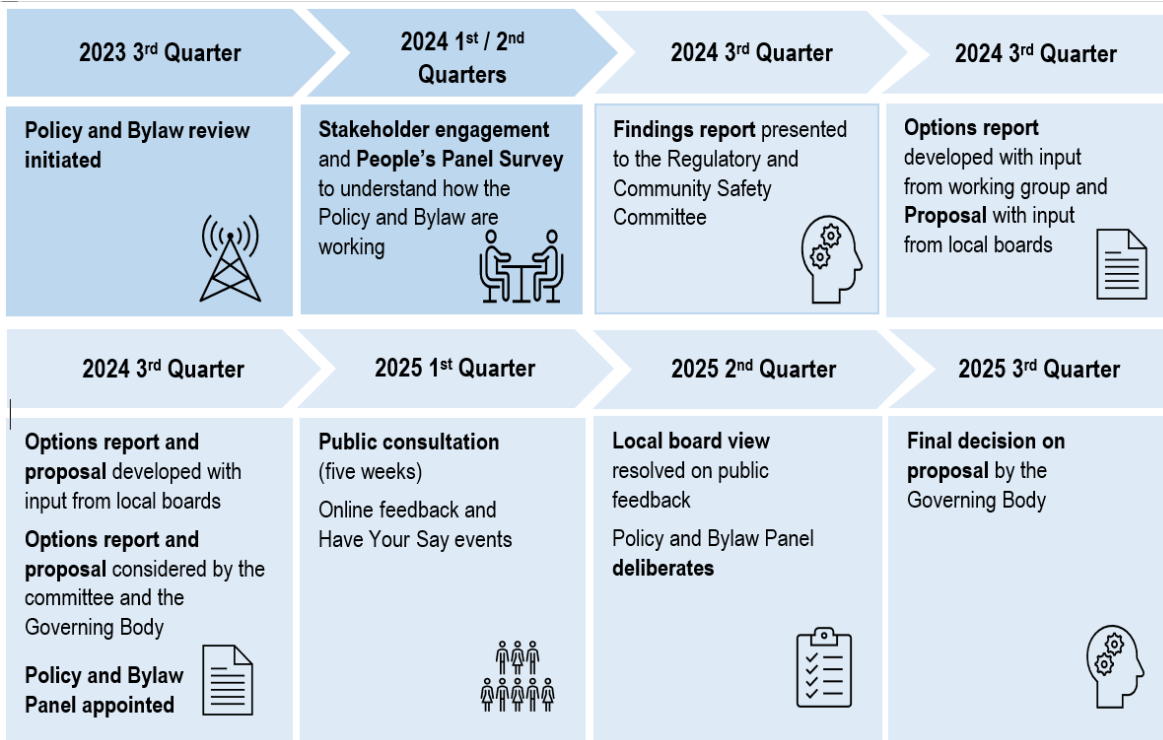 2023 3rd Quarter
2024 1st / 2nd
Quarters
2024 3rd Quarter
2024 3rd Quarter
Policy and Bylaw review
initiated
Stakeholder engagement
and People’s Panel Survey
to understand how the
Policy and Bylaw are
working
Findings report presented
to the Regulatory and
Community Safety
Committee
Options report
developed with input
from working group and
Proposal with input
from local boards
2024 3rd Quarter
2025 1st Quarter
2025 2nd Quarter
2025 3rd Quarter
Options report and
proposal developed with
input from local boards
Options report and
proposal considered by the
committee and the
Governing Body
Policy and Bylaw
Panel appointed
Public consultation
(five weeks)
Online feedback and
Have Your Say events
Local board view
resolved on public
feedback
Policy and Bylaw Panel
deliberates
Final decision on
proposal by the
Governing Body